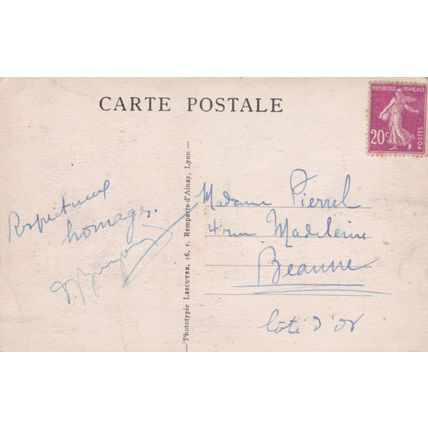 CARTE POSTALE
REPUBLIQUE FRANÇAISE
20c
POSTES
Respectueux
homages.
Phototypie LESCUYER, 16, r. Remparts-d'Ainay, Lyon —
Madame Pierrel
4 rue Madeleine
Beaune
Côte d'Or